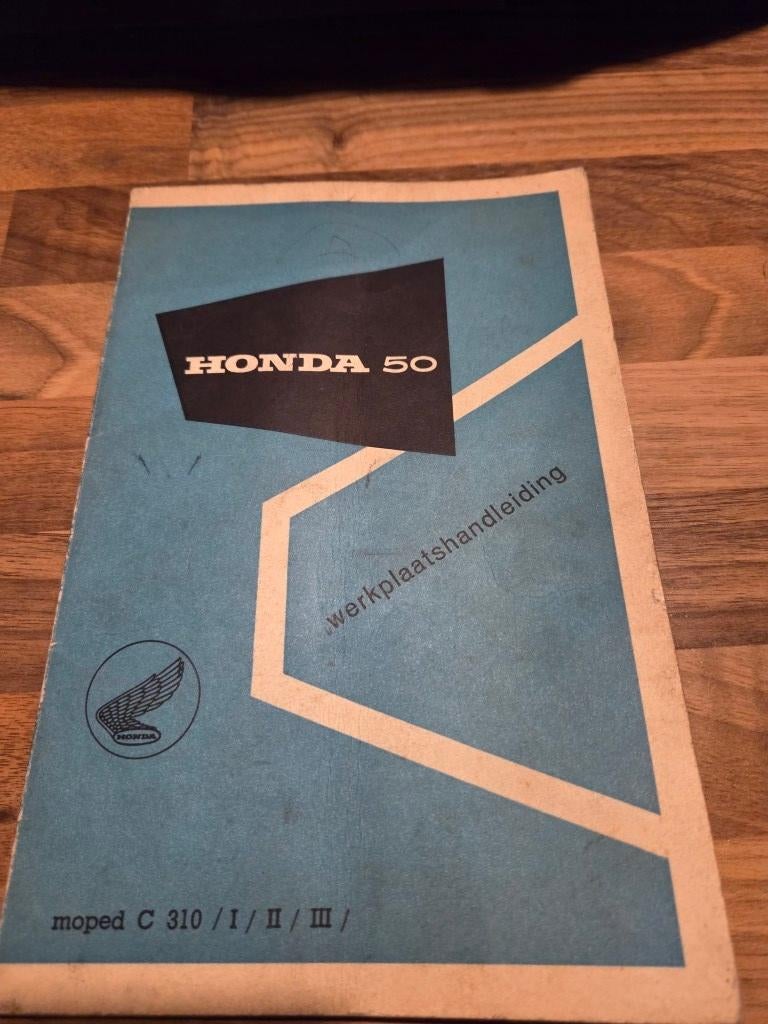 HONDA 50
werkplaatshandleiding
HONDA
moped C 310 / I / II / III /